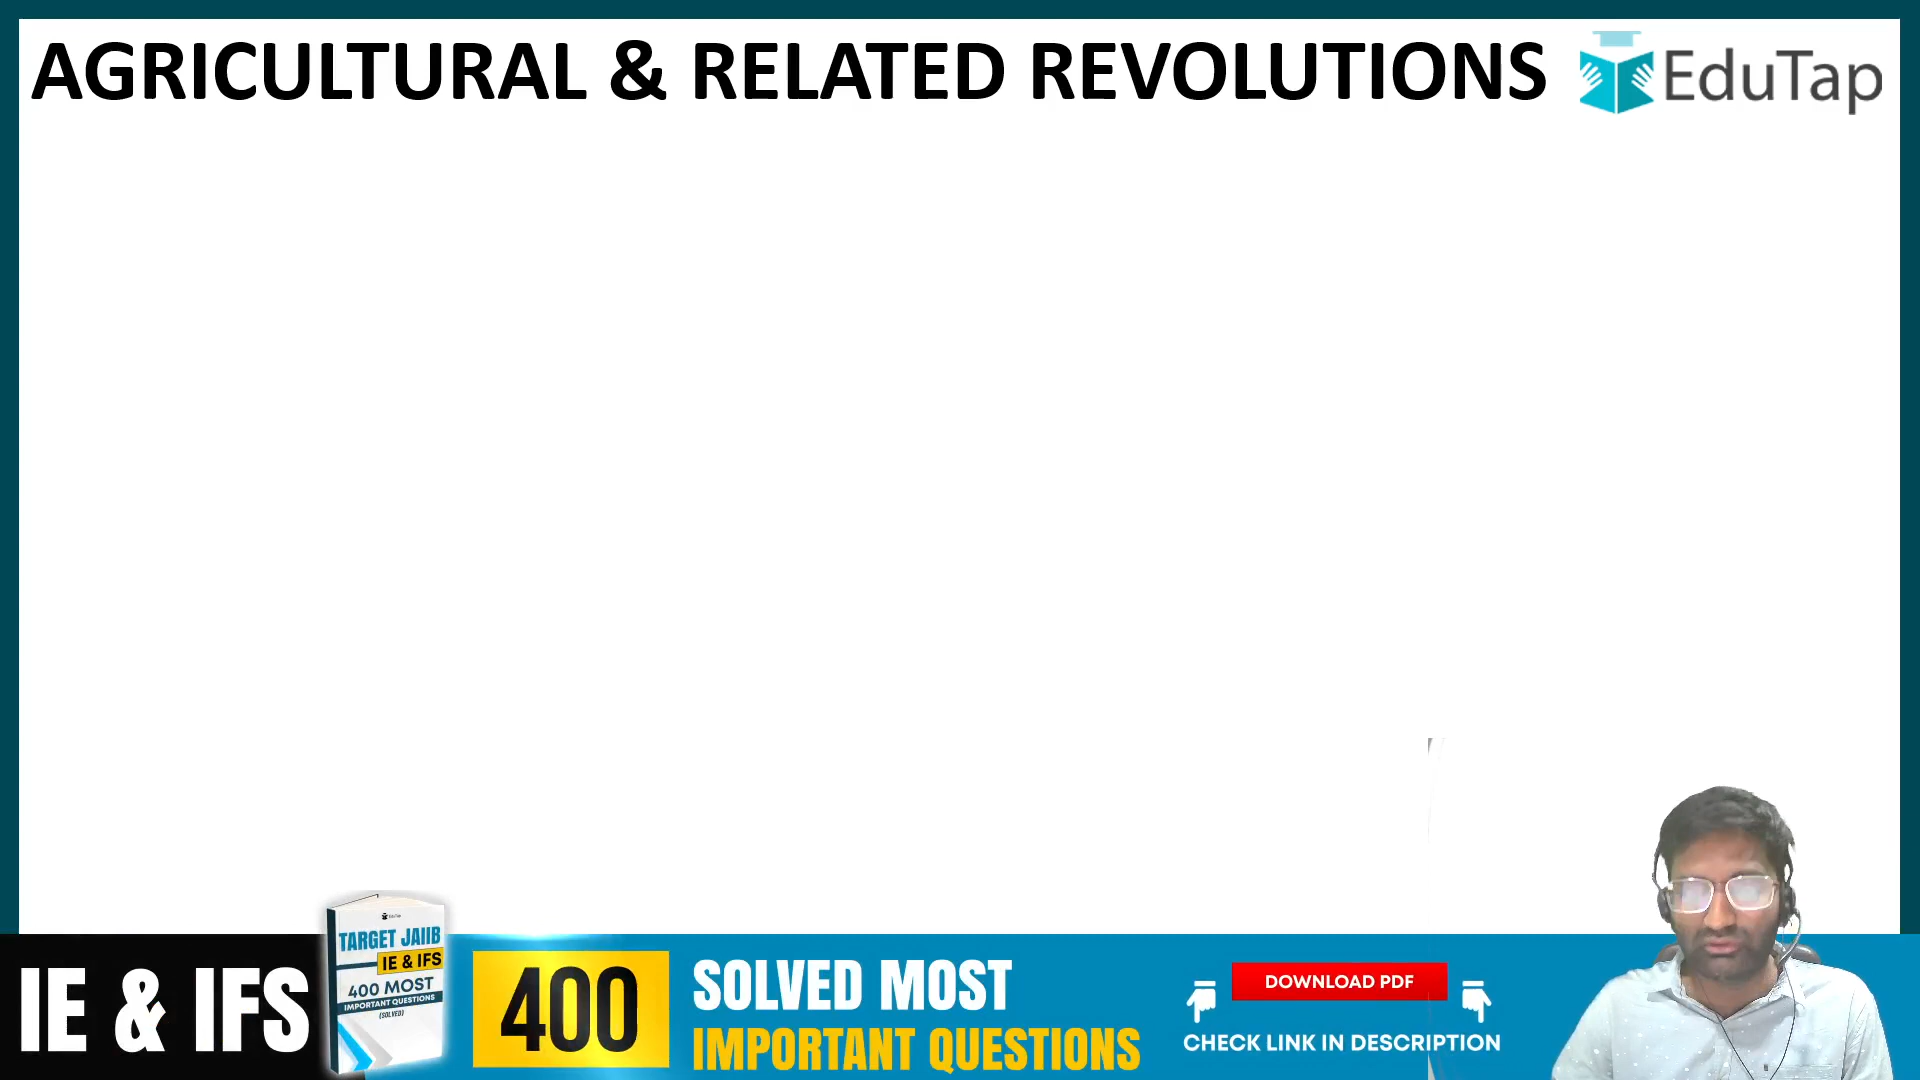 AGRICULTURAL & RELATED REVOLUTIONS
EduTap
IE & IFS
EduTap
TARGET JAIIB
IE & IFS
400 MOST
IMPORTANT QUESTIONS
(SOLVED)
400
SOLVED MOST
IMPORTANT QUESTIONS
DOWNLOAD PDF
CHECK LINK IN DESCRIPTION